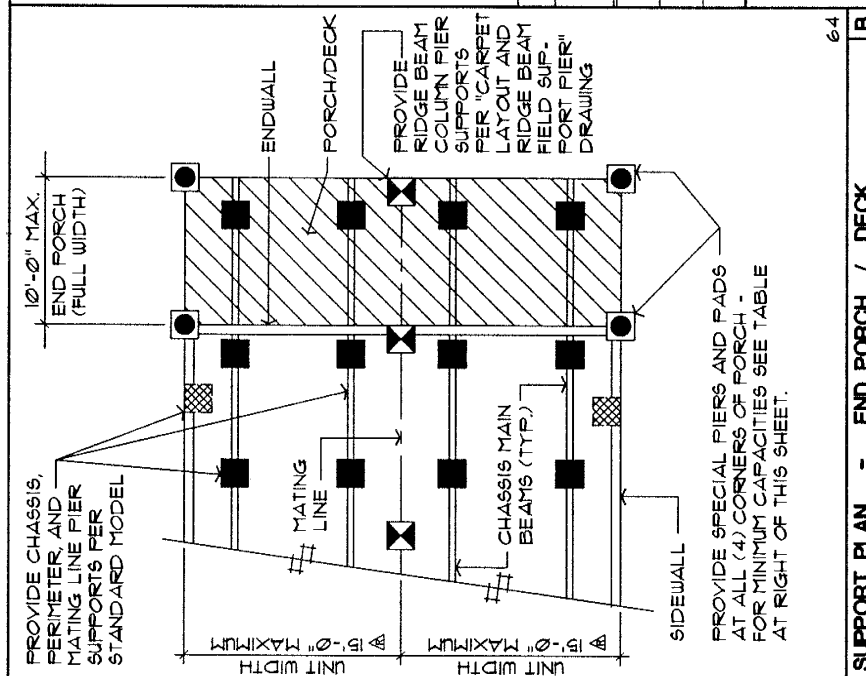 10'-0" MAX.
END PORCH
(FULL WIDTH)
PROVIDE CHASSIS,
PERIMETER, AND
MATING LINE PIER
SUPPORTS PER
STANDARD MODEL
ENDWALL
PORCH/DECK
PROVIDE
RIDGE BEAM
COLUMN PIER
SUPPORTS
PER "CARPET
LAYOUT AND
RIDGE BEAM
FIELD SUP-
PORT PIER"
DRAWING
MATING
LINE
CHASSIS MAIN
BEAMS (TYP.)
UNIT WIDTH
15'-0" MAXIMUM
UNIT WIDTH
15'-0" MAXIMUM
SIDEWALL
PROVIDE SPECIAL PIERS AND PADS
AT ALL (4) CORNERS OF PORCH -
FOR MINIMUM CAPACITIES SEE TABLE
AT RIGHT OF THIS SHEET.
64
SUPPORT PLAN - END PORCH / DECK